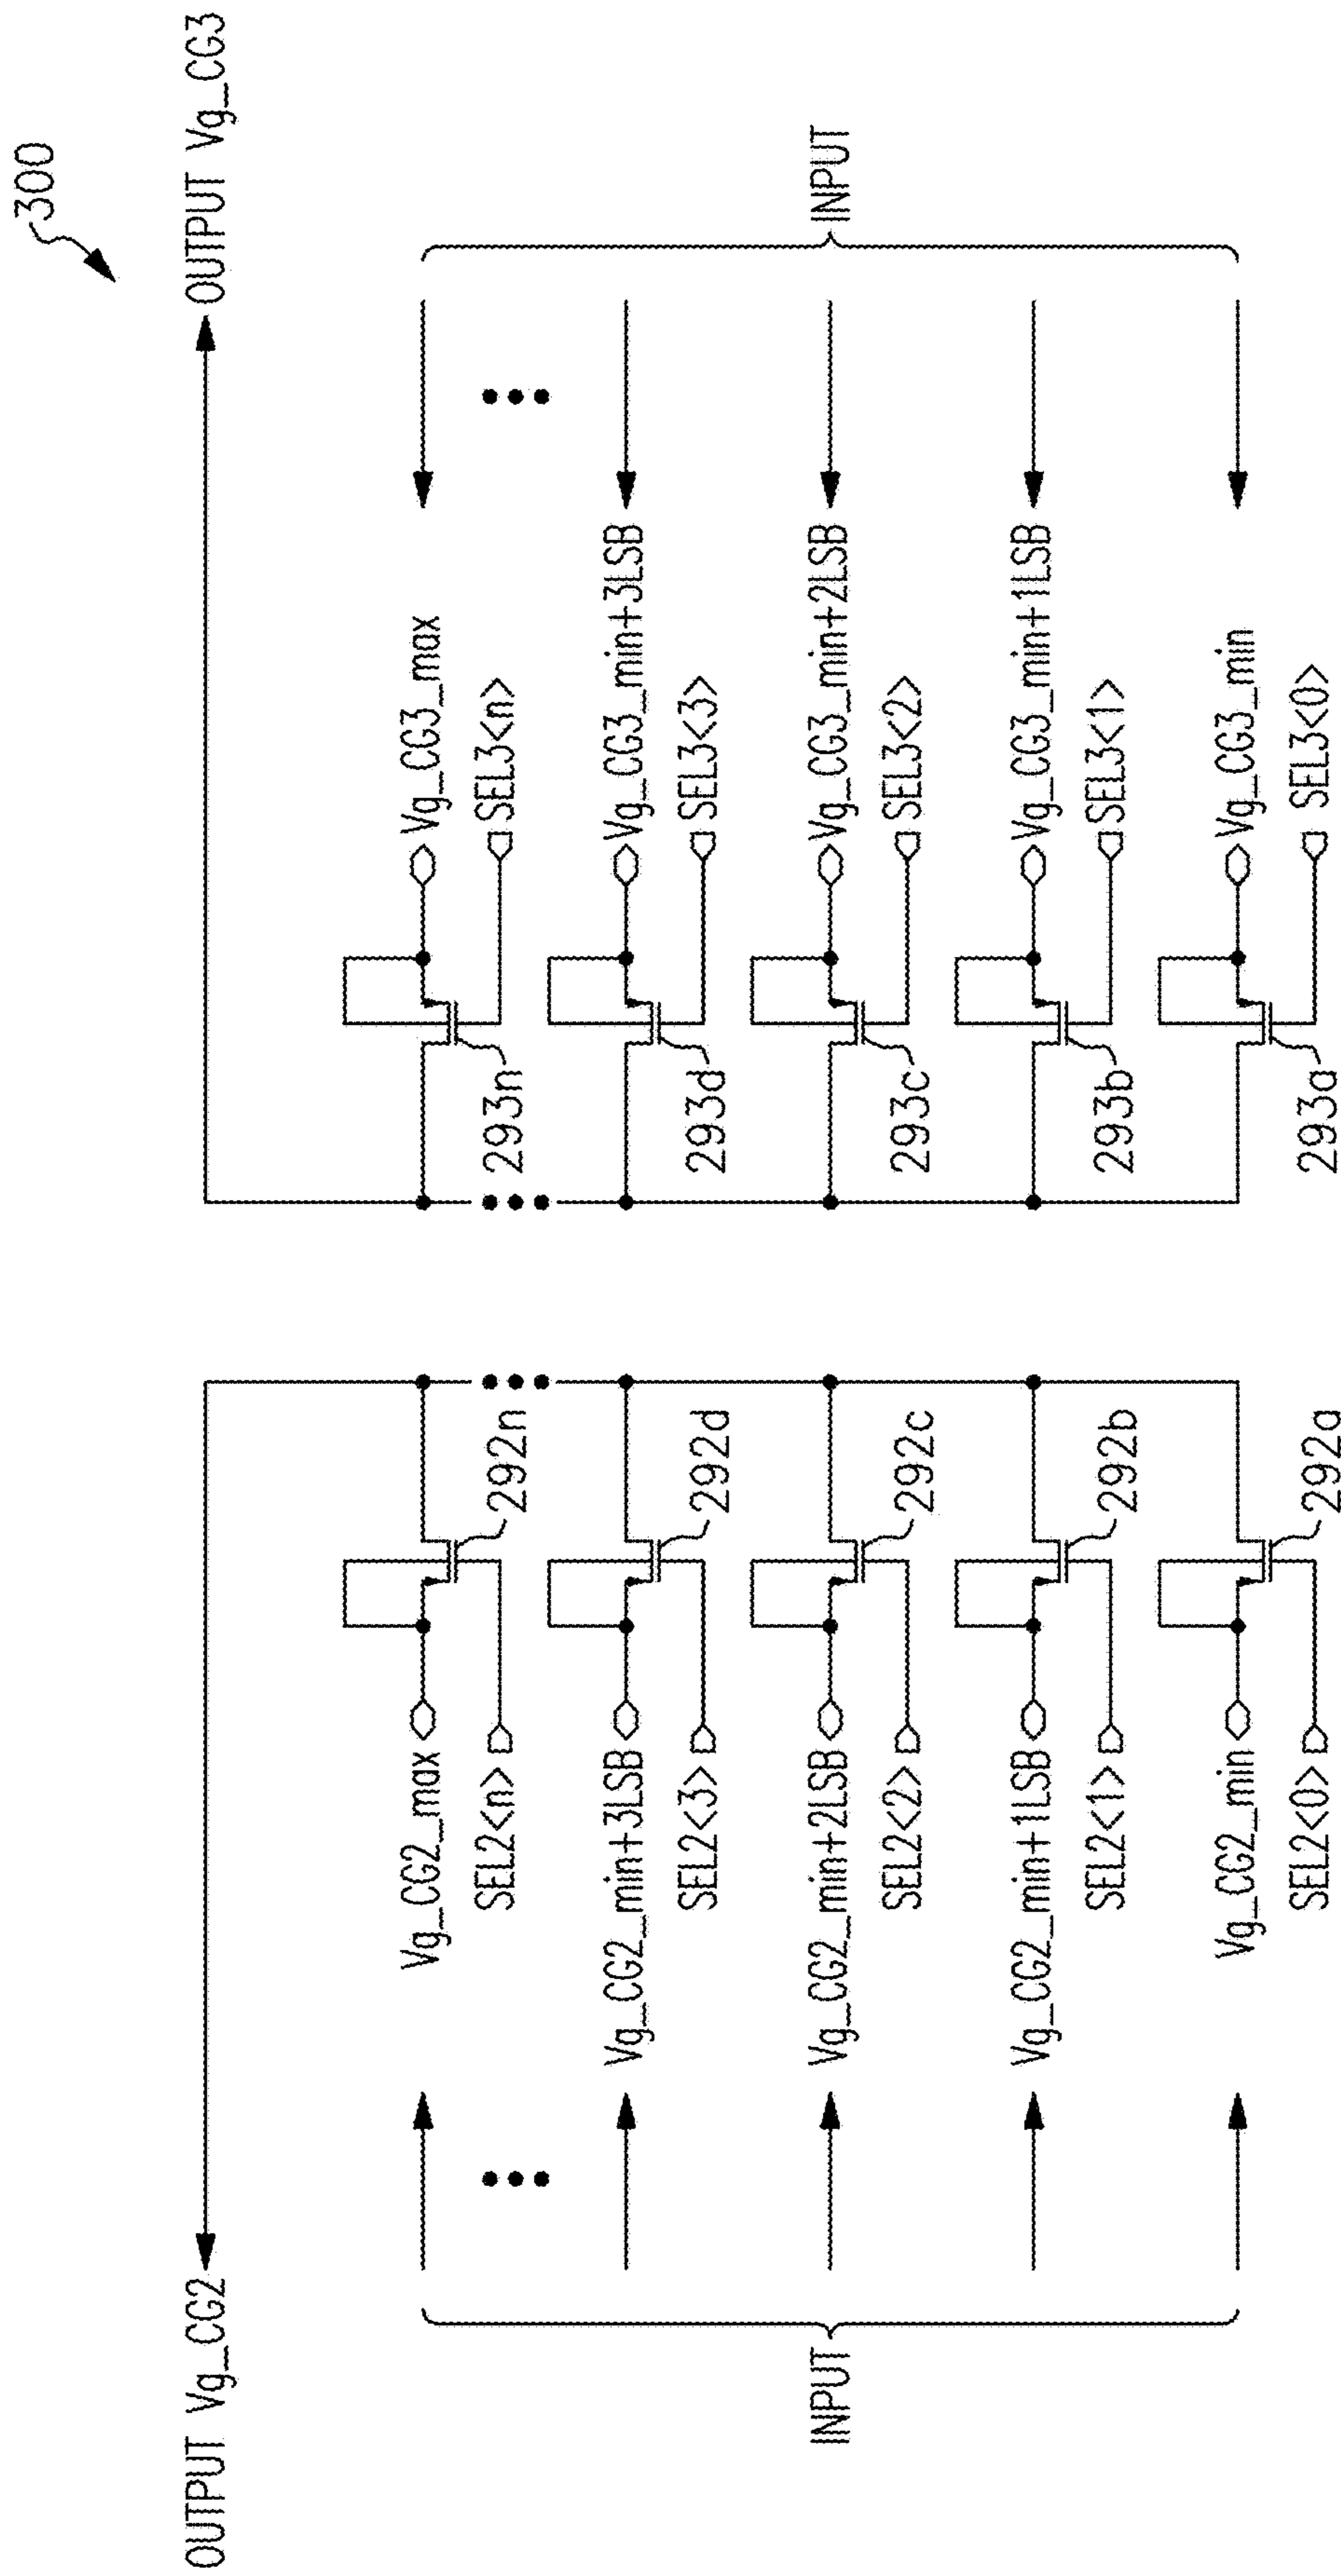 300
OUTPUT Vg_CG2
OUTPUT Vg_CG3
INPUT
Vg_CG2_max
SEL2<n>
292n
Vg_CG2_min+3LSB
SEL2<3>
292d
Vg_CG2_min+2LSB
SEL2<2>
292c
Vg_CG2_min+1LSB
SEL2<1>
292b
Vg_CG2_min
SEL2<0>
292a
Vg_CG3_max
SEL3<n>
293n
Vg_CG3_min+3LSB
SEL3<3>
293d
Vg_CG3_min+2LSB
SEL3<2>
293c
Vg_CG3_min+1LSB
SEL3<1>
293b
Vg_CG3_min
SEL3<0>
293a
INPUT